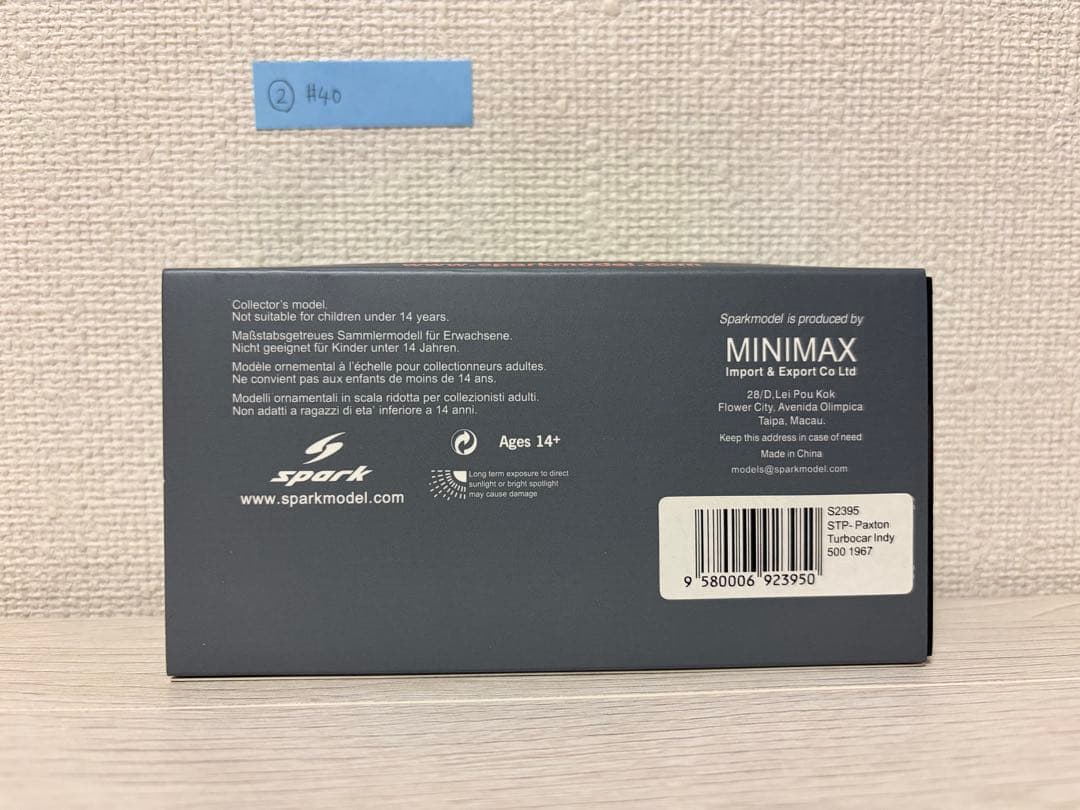 ② #40
www.sparkmodel.com
Collector's model.
Not suitable for children under 14 years.
Maßstabsgetreues Sammlermodell für Erwachsene.
Nicht geeignet für Kinder unter 14 Jahren.
Modèle ornemental à l'échelle pour collectionneurs adultes.
Ne convient pas aux enfants de moins de 14 ans.
Modelli ornamentali in scala ridotta per collezionisti adulti.
Non adatti a ragazzi di eta' inferiore a 14 anni.
spark
www.sparkmodel.com
Ages 14+
Long term exposure to direct
sunlight or bright spotlight
may cause damage
Sparkmodel is produced by
MINIMAX
Import & Export Co Ltd
28/D,Lei Pou Kok
Flower City, Avenida Olimpica
Taipa, Macau.
Keep this address in case of need
Made in China
models@sparkmodel.com
S2395
STP- Paxton
Turbocar Indy
500 1967
9 580006 923950